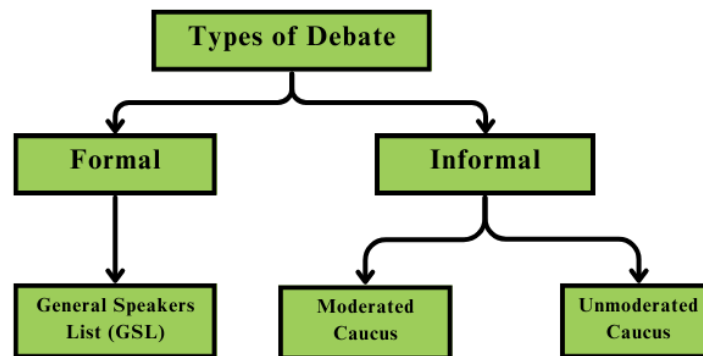 Types of Debate
Formal
Informal
General Speakers
List (GSL)
Moderated
Caucus
Unmoderated
Caucus